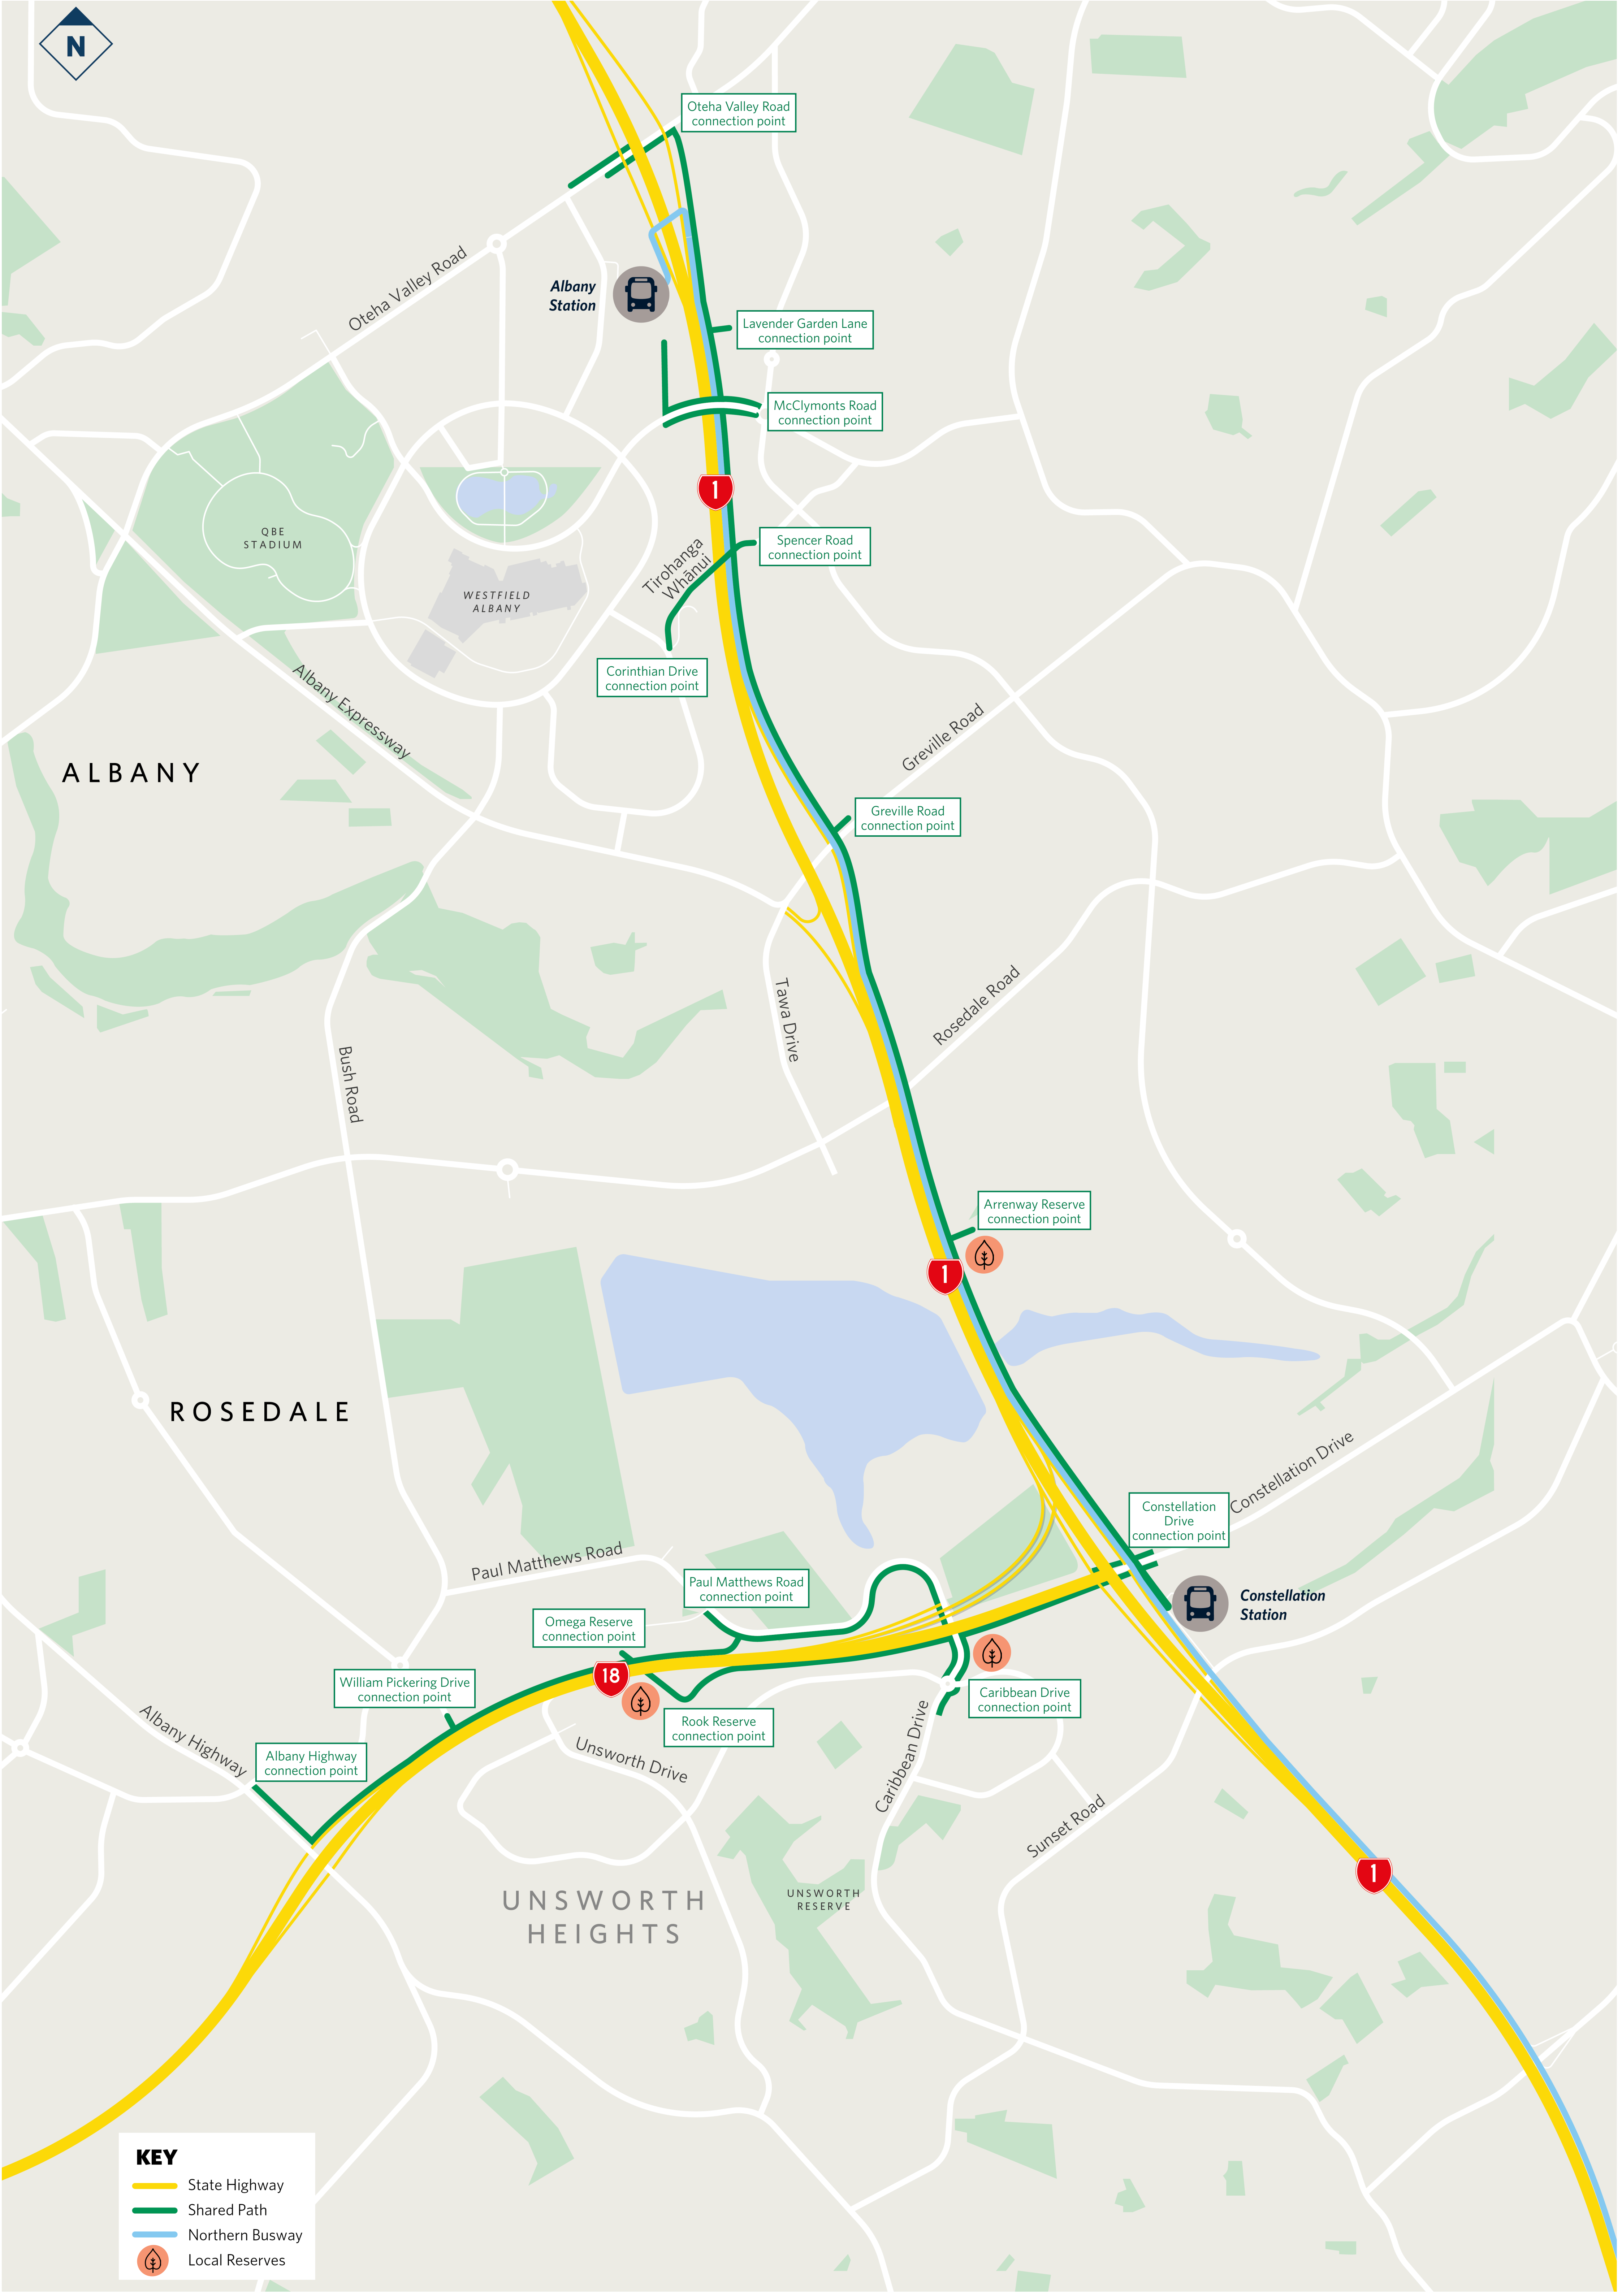 N
Oteha Valley Road
connection point
Oteha Valley Road
Albany
Station
Lavender Garden Lane
connection point
McClymonts Road
connection point
1
QBE
STADIUM
Spencer Road
connection point
Tirohanga
Whānui
WESTFIELD
ALBANY
Corinthian Drive
connection point
Albany Expressway
Greville Road
ALBANY
Greville Road
connection point
Tawa Drive
Rosedale Road
Bush Road
Arrenway Reserve
connection point
1
ROSEDALE
Constellation Drive
Constellation
Drive
connection point
Paul Matthews Road
Paul Matthews Road
connection point
Constellation
Station
Omega Reserve
connection point
18
William Pickering Drive
connection point
Caribbean Drive
connection point
Rook Reserve
connection point
Albany Highway
Albany Highway
connection point
Unsworth Drive
Caribbean Drive
Sunset Road
1
UNSWORTH
HEIGHTS
UNSWORTH
RESERVE
KEY
State Highway
Shared Path
Northern Busway
Local Reserves